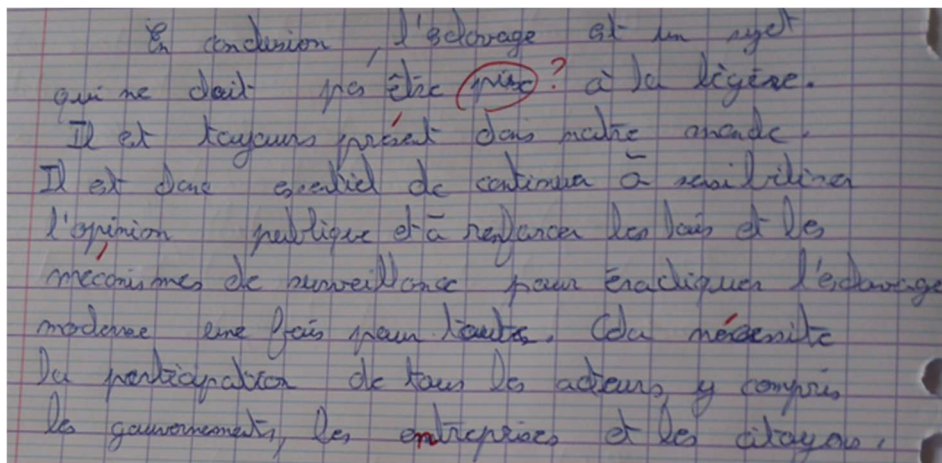 En conclusion, l'esclavage est un sujet
qui ne doit pas être prise ? à la légère.
Il et toujours présent dans notre monde.
Il est donc essentiel de continuer à sensibiliser
l'opinion publique et à renforcer les lois et les
mécanismes de surveillance pour éradiquer l'esclavage
moderne une fois pour toutes. Cela nécessite
la participation de tous les acteurs, y compris
les gouvernements, les entreprises et les citoyens.